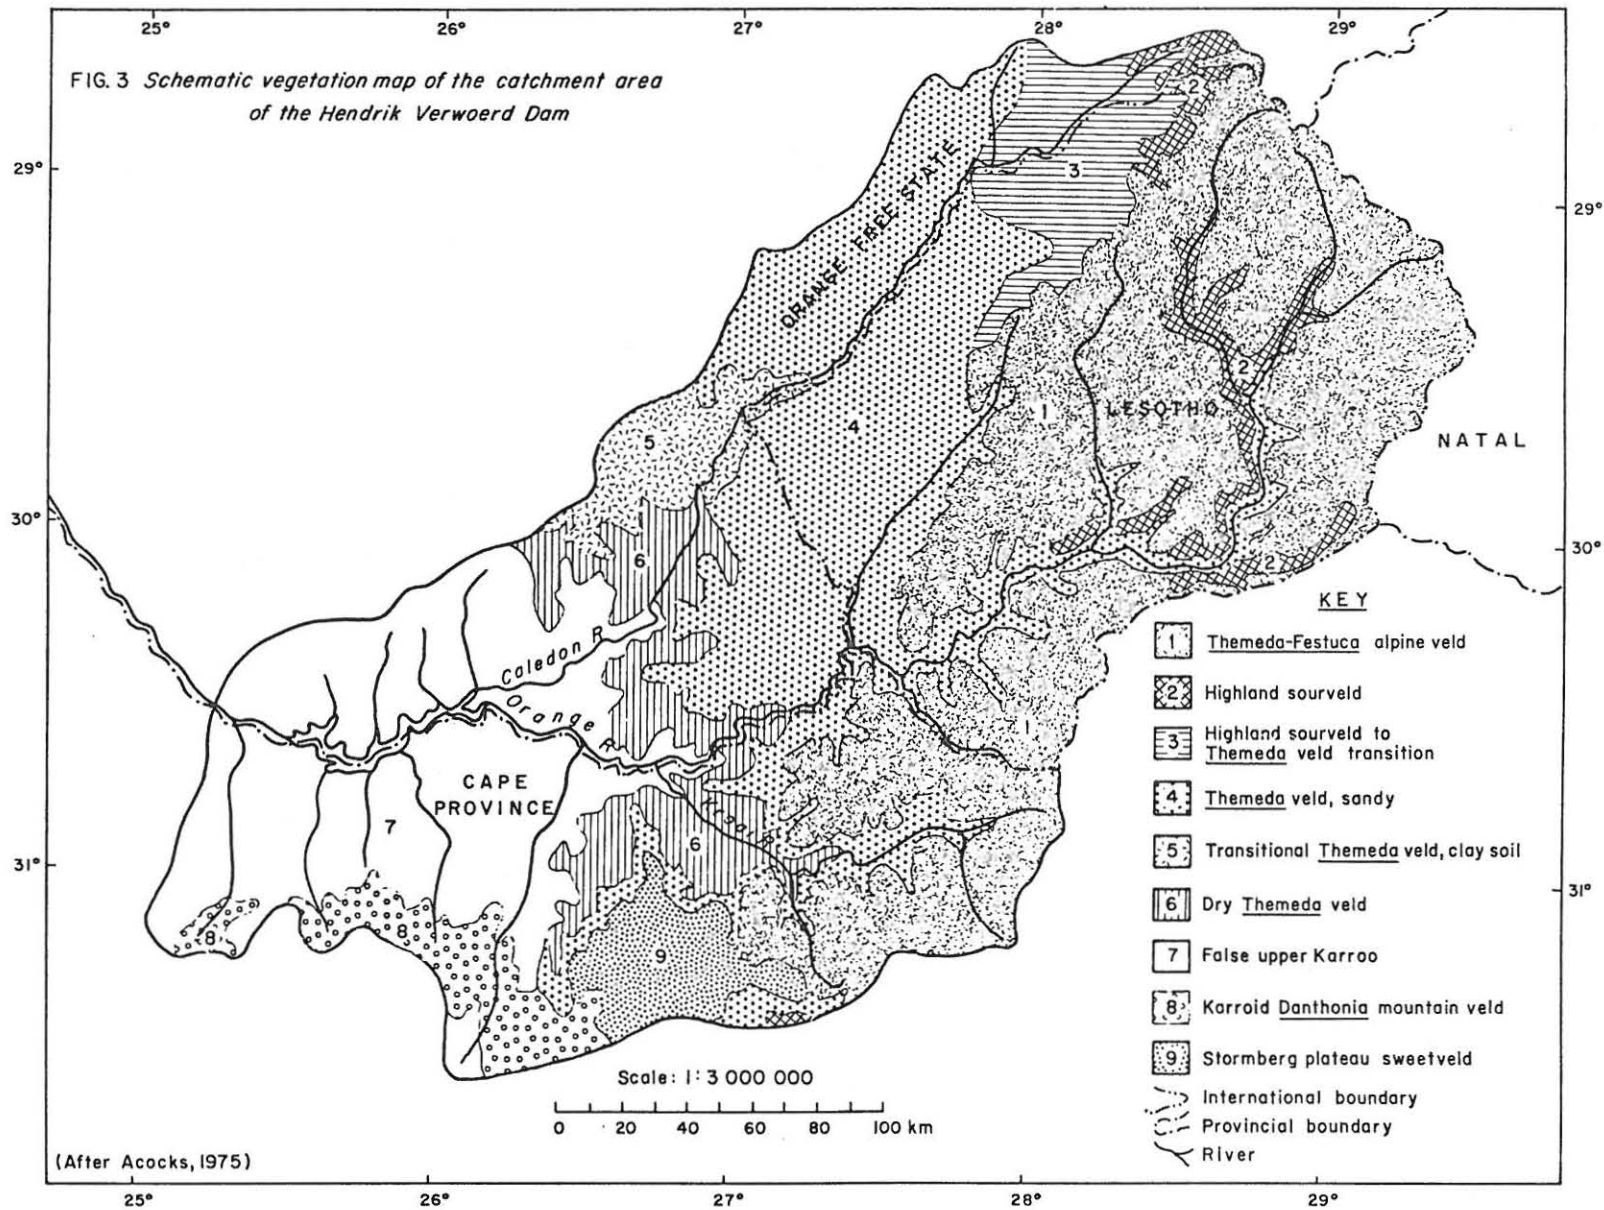 25° 26° 27° 28° 29°
FIG. 3 Schematic vegetation map of the catchment area
of the Hendrik Verwoerd Dam
2
29°
3
29°
ORANGE FREE STATE
2
1
LESOTHO
4
5
NATAL
30°
30°
6
2
KEY
1 Themeda-Festuca alpine veld
Caledon R.
2 Highland sourveld
Orange R.
1
3 Highland sourveld to
Themeda veld transition
CAPE
PROVINCE
4 Themeda veld, sandy
7
Kraai R.
6
5 Transitional Themeda veld, clay soil
31°
31°
6 Dry Themeda veld
8
8
9
7 False upper Karroo
8 Karroid Danthonia mountain veld
9 Stormberg plateau sweetveld
Scale: 1:3 000 000
International boundary
0 20 40 60 80 100 km
Provincial boundary
River
(After Acocks, 1975)
25° 26° 27° 28° 29°